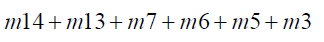 m14 + m13 + m7 + m6 + m5 + m3